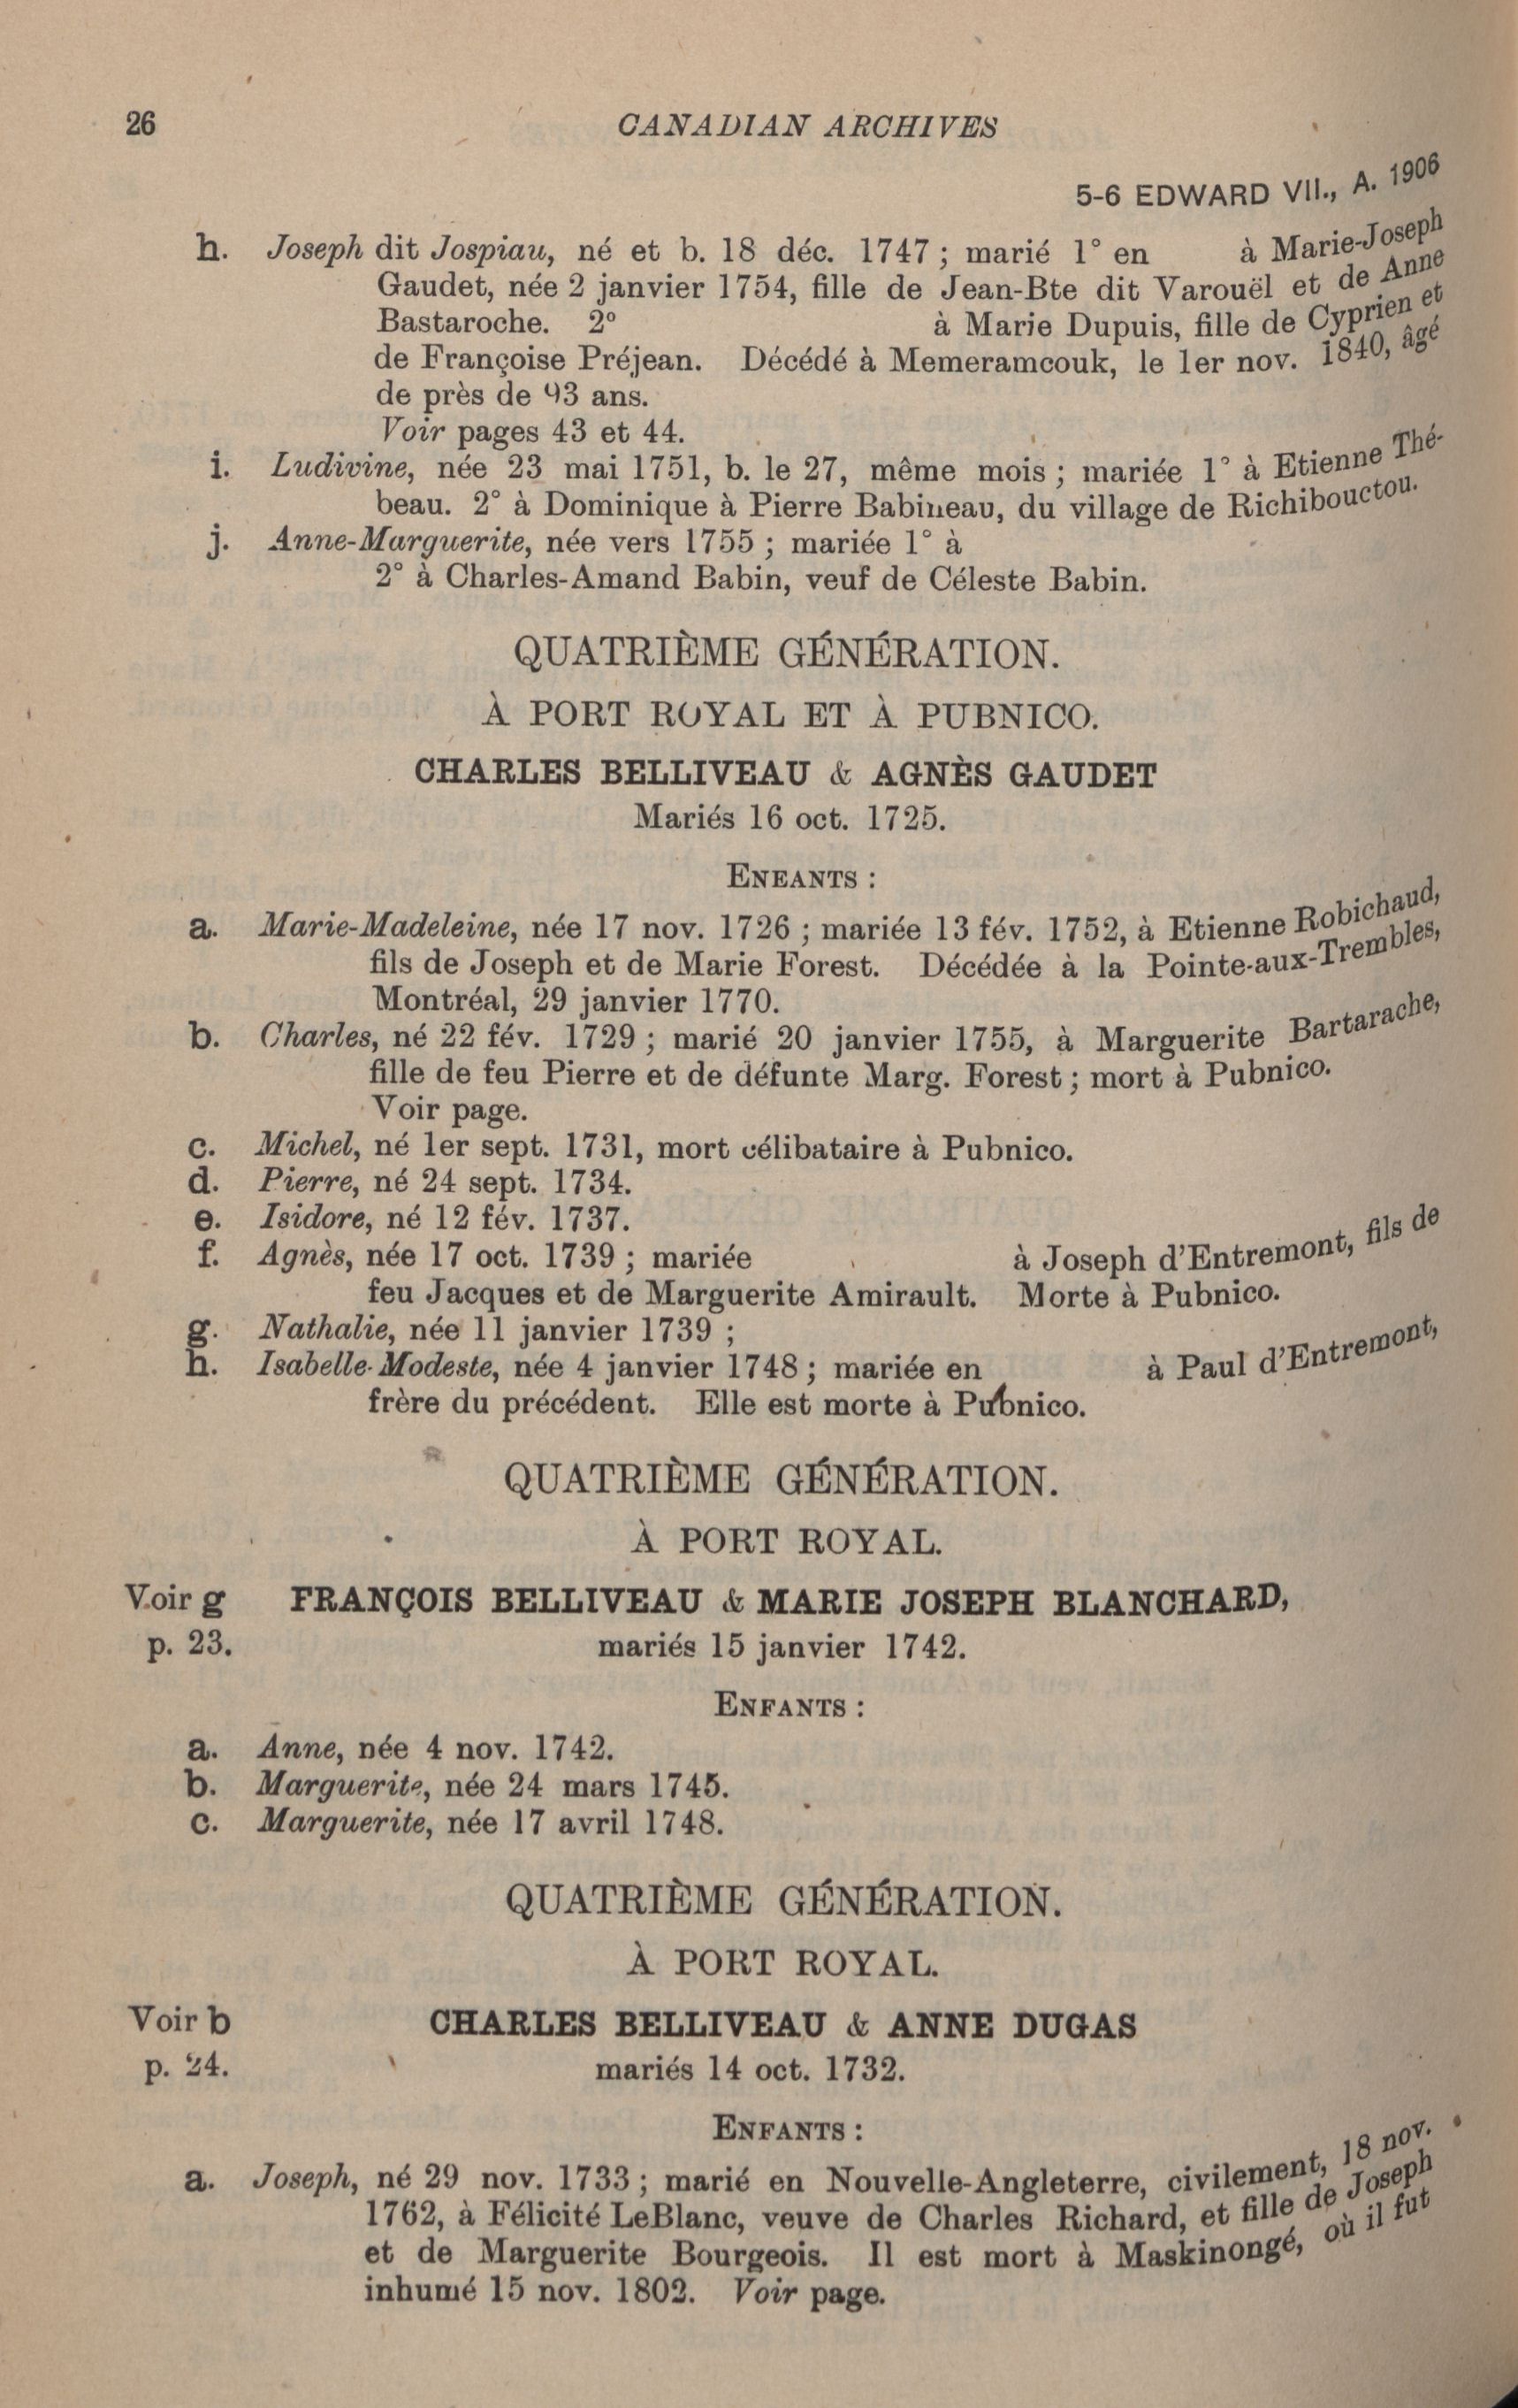 26 CANADIAN ARCHIVES
5-6 EDWARD VII., A. 1906
h. Joseph dit Jospiau, né et b. 18 déc. 1747 ; marié 1° en à Marie-Joseph
Gaudet, née 2 janvier 1754, fille de Jean-Bte dit Varouël et de Anne
Bastaroche. 2° à Marie Dupuis, fille de Cyprien et
de Françoise Préjean. Décédé à Memeramcouk, le 1er nov. 1840, âgé
de près de 93 ans.
Voir pages 43 et 44.
i. Ludivine, née 23 mai 1751, b. le 27, même mois ; mariée 1° à Etienne Thé-
beau. 2° à Dominique à Pierre Babineau, du village de Richibouctou.
j. Anne-Marguerite, née vers 1755 ; mariée 1° à
2° à Charles-Amand Babin, veuf de Céleste Babin.
QUATRIÈME GÉNÉRATION.
À PORT ROYAL ET À PUBNICO.
CHARLES BELLIVEAU & AGNÈS GAUDET
Mariés 16 oct. 1725.
ENEANTS :
a. Marie-Madeleine, née 17 nov. 1726 ; mariée 13 fév. 1752, à Etienne Robichaud,
fils de Joseph et de Marie Forest. Décédée à la Pointe-aux-Trembles,
Montréal, 29 janvier 1770.
b. Charles, né 22 fév. 1729 ; marié 20 janvier 1755, à Marguerite Bartarache,
fille de feu Pierre et de défunte Marg. Forest ; mort à Pubnico.
Voir page.
c. Michel, né 1er sept. 1731, mort célibataire à Pubnico.
d. Pierre, né 24 sept. 1734.
e. Isidore, né 12 fév. 1737.
f. Agnès, née 17 oct. 1739 ; mariée à Joseph d'Entremont, fils de
feu Jacques et de Marguerite Amirault. Morte à Pubnico.
g. Nathalie, née 11 janvier 1739 ;
h. Isabelle-Modeste, née 4 janvier 1748 ; mariée en à Paul d'Entremont,
frère du précédent. Elle est morte à Pubnico.
QUATRIÈME GÉNÉRATION.
À PORT ROYAL.
Voir g FRANÇOIS BELLIVEAU & MARIE JOSEPH BLANCHARD,
p. 23. mariés 15 janvier 1742.
ENFANTS :
a. Anne, née 4 nov. 1742.
b. Marguerite, née 24 mars 1745.
c. Marguerite, née 17 avril 1748.
QUATRIÈME GÉNÉRATION.
À PORT ROYAL.
Voir b CHARLES BELLIVEAU & ANNE DUGAS
p. 24. mariés 14 oct. 1732.
ENFANTS :
a. Joseph, né 29 nov. 1733 ; marié en Nouvelle-Angleterre, civilement, 18 nov.
1762, à Félicité LeBlanc, veuve de Charles Richard, et fille de Joseph
et de Marguerite Bourgeois. Il est mort à Maskinongé, où il fut
inhumé 15 nov. 1802. Voir page.